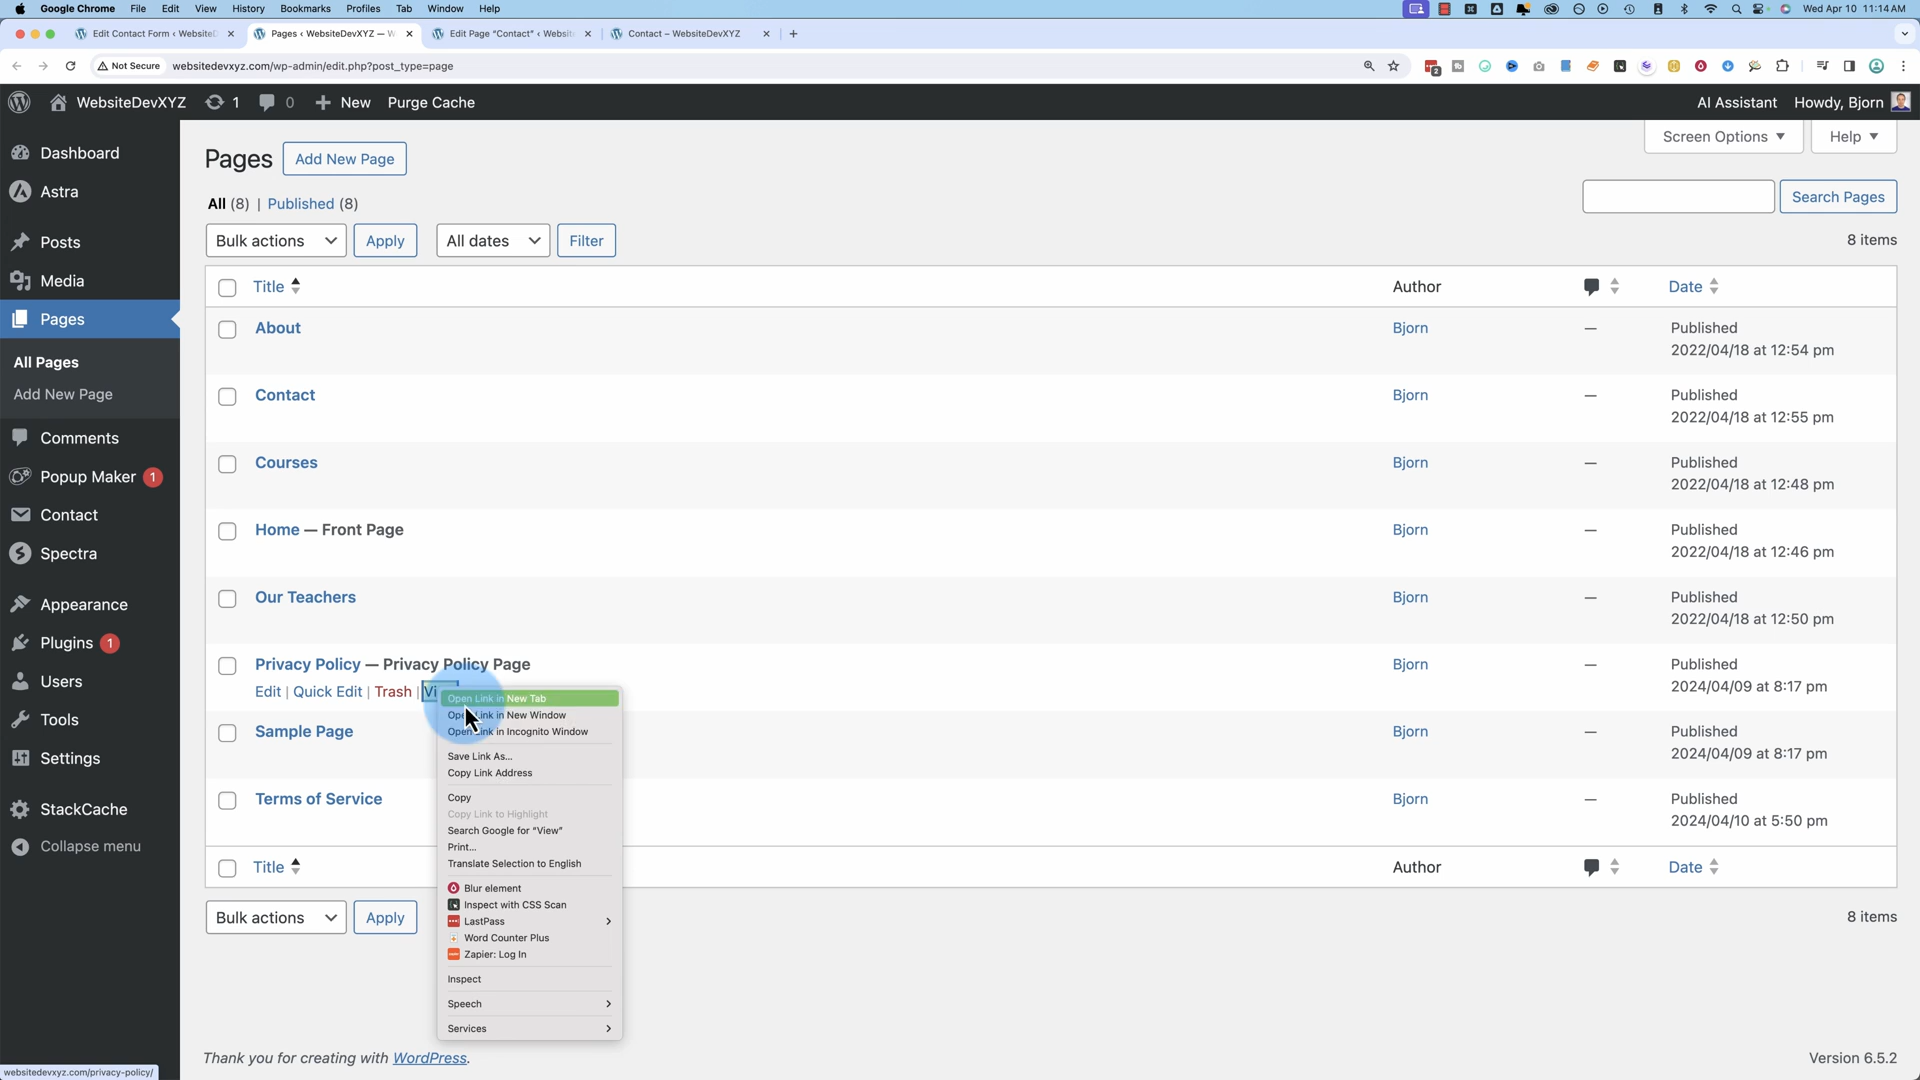 Google Chrome File Edit View History Bookmarks Profiles Tab Window Help Wed Apr 10 11:14 AM
Edit Contact Form ‹ WebsiteD Pages ‹ WebsiteDevXYZ — W Edit Page “Contact” ‹ Websit Contact – WebsiteDevXYZ
Not Secure websitedevxyz.com/wp-admin/edit.php?post_type=page 2
WebsiteDevXYZ 1 0 New Purge Cache AI Assistant Howdy, Bjorn
Dashboard
Astra
Posts
Media
Pages
All Pages
Add New Page
Comments
Popup Maker 1
Contact
Spectra
Appearance
Plugins 1
Users
Tools
Settings
StackCache
Collapse menu
Screen Options Help
Pages Add New Page
All (8) | Published (8)
Search Pages
Bulk actions Apply All dates Filter
8 items
Title Author Date
About Bjorn — Published
2022/04/18 at 12:54 pm
Contact Bjorn — Published
2022/04/18 at 12:55 pm
Courses Bjorn — Published
2022/04/18 at 12:48 pm
Home — Front Page Bjorn — Published
2022/04/18 at 12:46 pm
Our Teachers Bjorn — Published
2022/04/18 at 12:50 pm
Privacy Policy — Privacy Policy Page Bjorn — Published
Edit | Quick Edit | Trash | Vi 2024/04/09 at 8:17 pm
Sample Page Bjorn — Published
2024/04/09 at 8:17 pm
Terms of Service Bjorn — Published
2024/04/10 at 5:50 pm
Title Author Date
Bulk actions Apply
8 items
Open Link in New Tab
Open Link in New Window
Open Link in Incognito Window
Save Link As...
Copy Link Address
Copy
Copy Link to Highlight
Search Google for “View”
Print...
Translate Selection to English
Blur element
Inspect with CSS Scan
LastPass
Word Counter Plus
Zapier: Log In
Inspect
Speech
Services
Thank you for creating with WordPress. Version 6.5.2
websitedevxyz.com/privacy-policy/